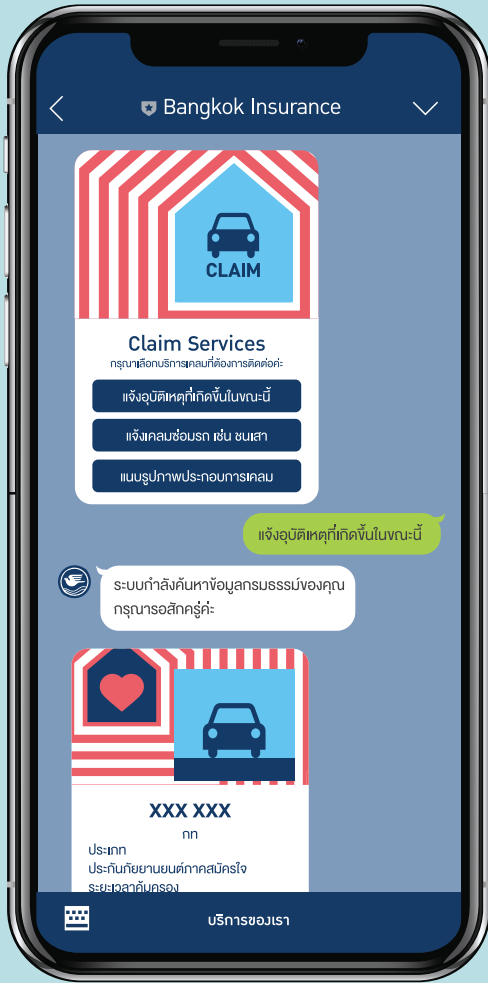 Bangkok Insurance
CLAIM
Claim Services
กรุณาเลือกบริการเคลมที่ต้องการติดต่อค่ะ
แจ้งอุบัติเหตุที่เกิดขึ้นในขณะนี้
แจ้งเคลมซ่อมรถ เช่น ชนเสา
แนบรูปภาพประกอบการเคลม
แจ้งอุบัติเหตุที่เกิดขึ้นในขณะนี้
ระบบกำลังค้นหาข้อมูลกรมธรรม์ของคุณ
กรุณารอสักครู่ค่ะ
XXX XXX
กท
ประเภท
ประกันภัยยานยนต์ภาคสมัครใจ
ระยะเวลาคุ้มครอง
บริการของเรา